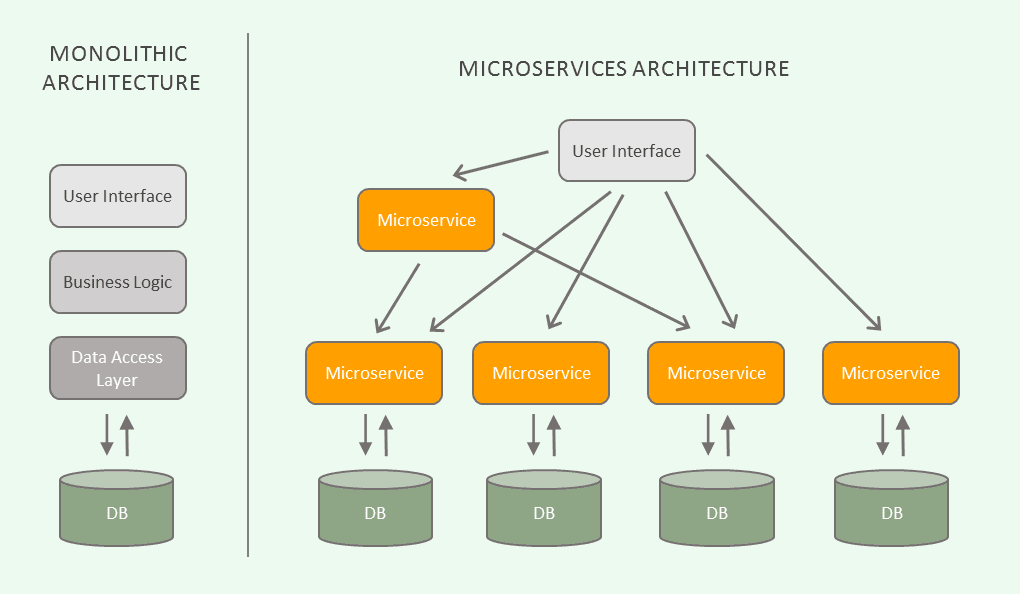 MONOLITHIC
ARCHITECTURE
User Interface
Business Logic
Data Access
Layer
DB
MICROSERVICES ARCHITECTURE
User Interface
Microservice
Microservice
Microservice
Microservice
Microservice
DB
DB
DB
DB